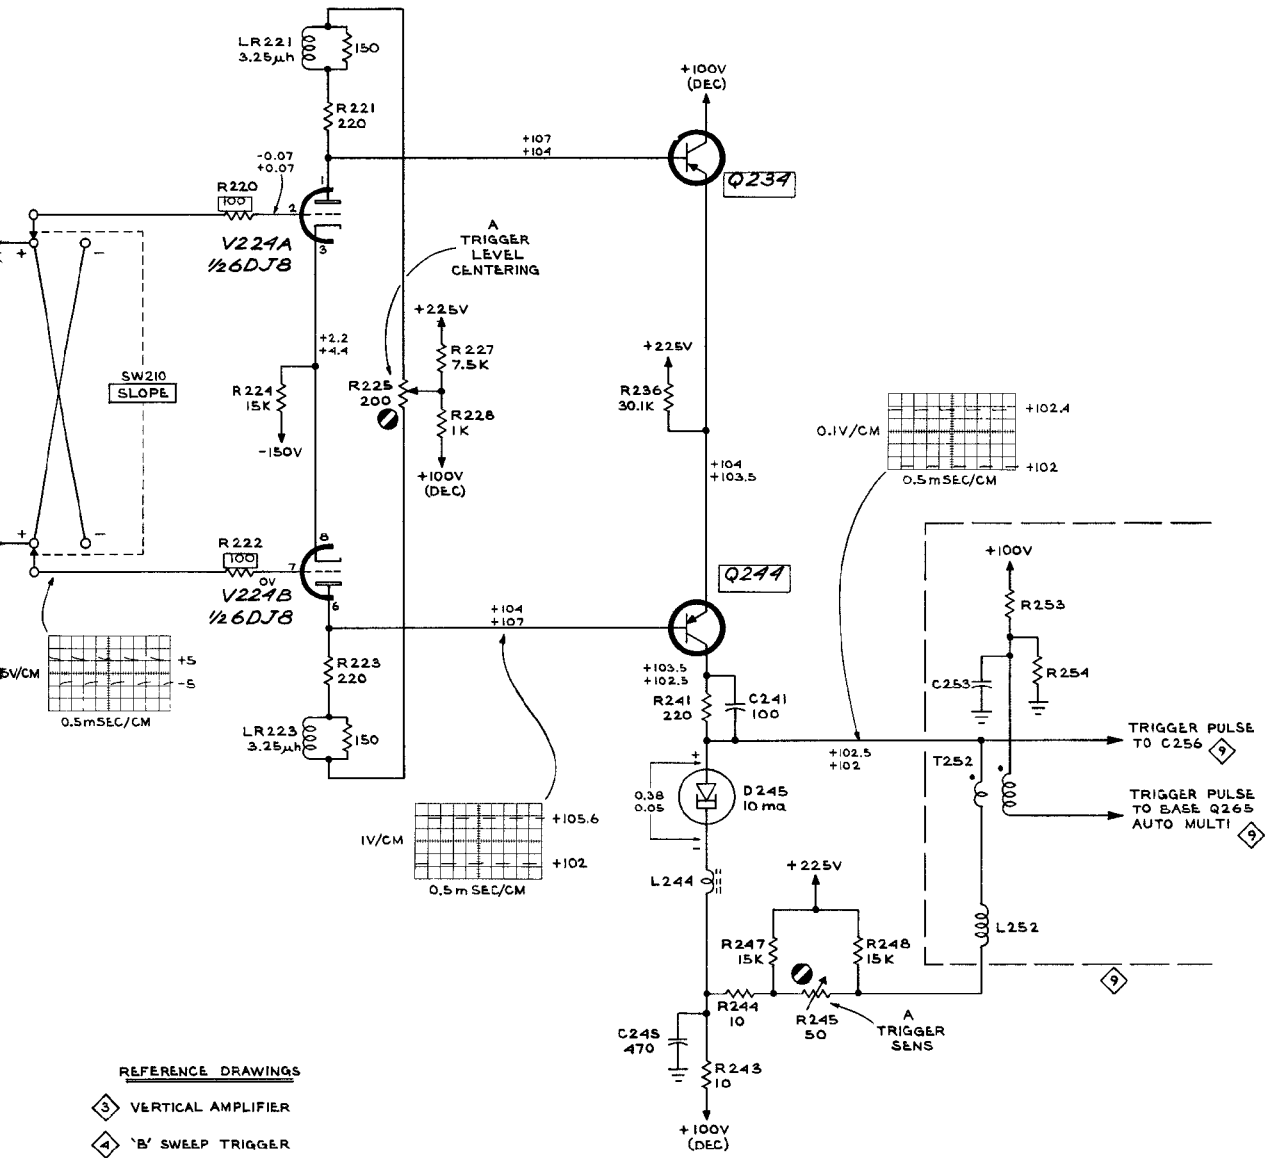 LR221
3.25µh
150
R221
220
+100V
(DEC)
+107
+104
Q234
-0.07
+0.07
R220
100
1
2
3
V224A
½6DJ8
+
-
A
TRIGGER
LEVEL
CENTERING
+225V
R227
7.5K
+2.2
+4.4
SW210
SLOPE
R224
15K
-150V
R225
200
R228
1K
+100V
(DEC)
+225V
R236
30.1K
+104
+103.5
0.1V/CM
+102.4
+102
0.5mSEC/CM
+
-
R222
100
0V
8
7
6
V224B
½6DJ8
5V/CM
+5
-5
0.5mSEC/CM
+104
+107
Q244
R223
220
LR223
3.25µh
150
+103.5
+102.5
R241
220
C241
100
+100V
R253
C253
R254
+102.5
+102
T252
TRIGGER PULSE
TO C256 9
TRIGGER PULSE
TO BASE Q265
AUTO MULTI 9
+
0.38
0.05
-
D245
10 ma
1V/CM
+105.6
+102
0.5mSEC/CM
L244
+225V
R247
15K
R248
15K
L252
9
R244
10
R245
50
A
TRIGGER
SENS
C245
470
R243
10
+100V
(DEC)
REFERENCE DRAWINGS
3 VERTICAL AMPLIFIER
4 'B' SWEEP TRIGGER